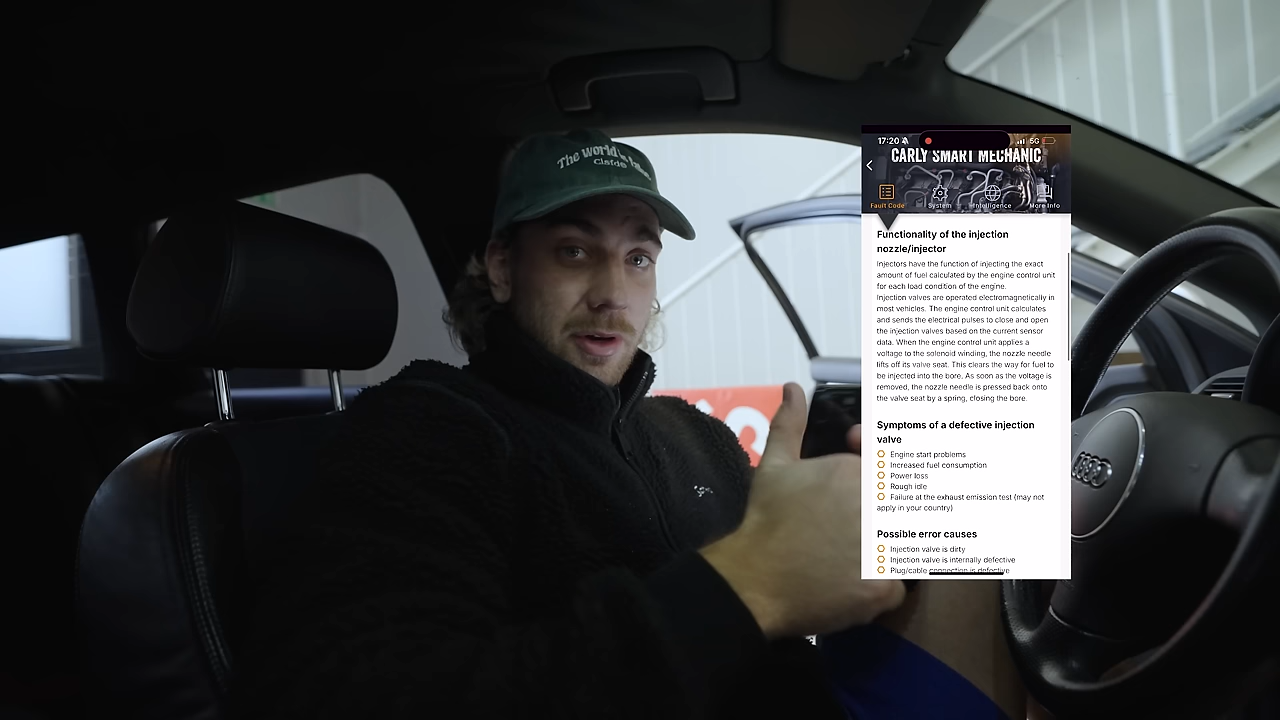 The world is
Clstds
17:20
5G
CARLY SMART MECHANIC
Fault Code
System
Intelligence
More Info
Functionality of the injection
nozzle/injector
Injectors have the function of injecting the exact
amount of fuel calculated by the engine control unit
for each load condition of the engine.
Injection valves are operated electromagnetically in
most vehicles. The engine control unit calculates
and sends the electrical pulses to close and open
the injection valves based on the current sensor
data. When the engine control unit applies a
voltage to the solenoid winding, the nozzle needle
lifts off its valve seat. This clears the way for fuel to
be injected into the bore. As soon as the voltage is
removed, the nozzle needle is pressed back onto
the valve seat by a spring, closing the bore.
Symptoms of a defective injection
valve
Engine start problems
Increased fuel consumption
Power loss
Rough idle
Failure at the exhaust emission test (may not
apply in your country)
Possible error causes
Injection valve is dirty
Injection valve is internally defective
Plug/cable connection is defective